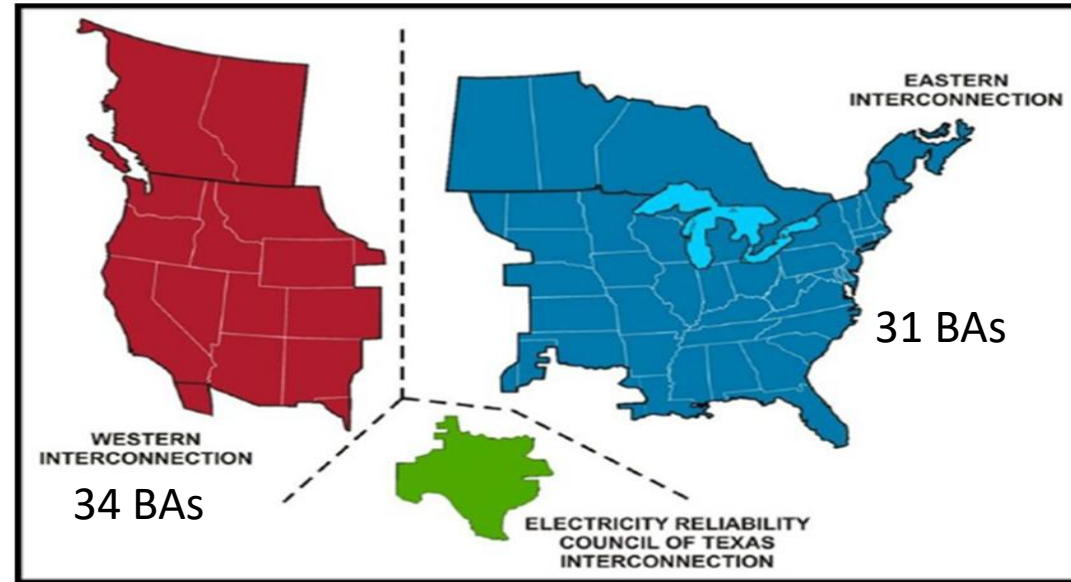 EASTERN
INTERCONNECTION
31 BAs
WESTERN
INTERCONNECTION
34 BAs
ELECTRICITY RELIABILITY
COUNCIL OF TEXAS
INTERCONNECTION